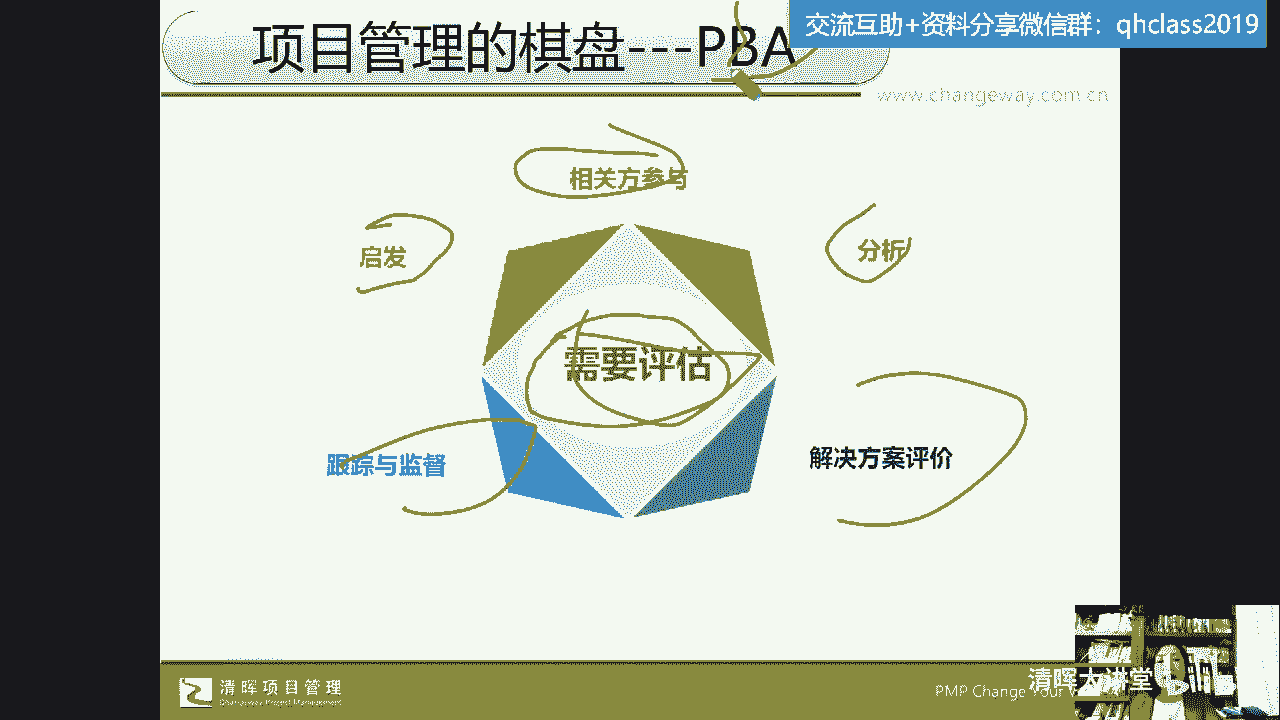 项目管理的棋盘---PBA
交流互助+资料分享微信群：qhclass2019
www.changeway.com.cn
相关方参与
启发
分析
需要评估
跟踪与监督
解决方案评价
清晖项目管理
Changeway Project Management
清晖大讲堂
PMP Change Your